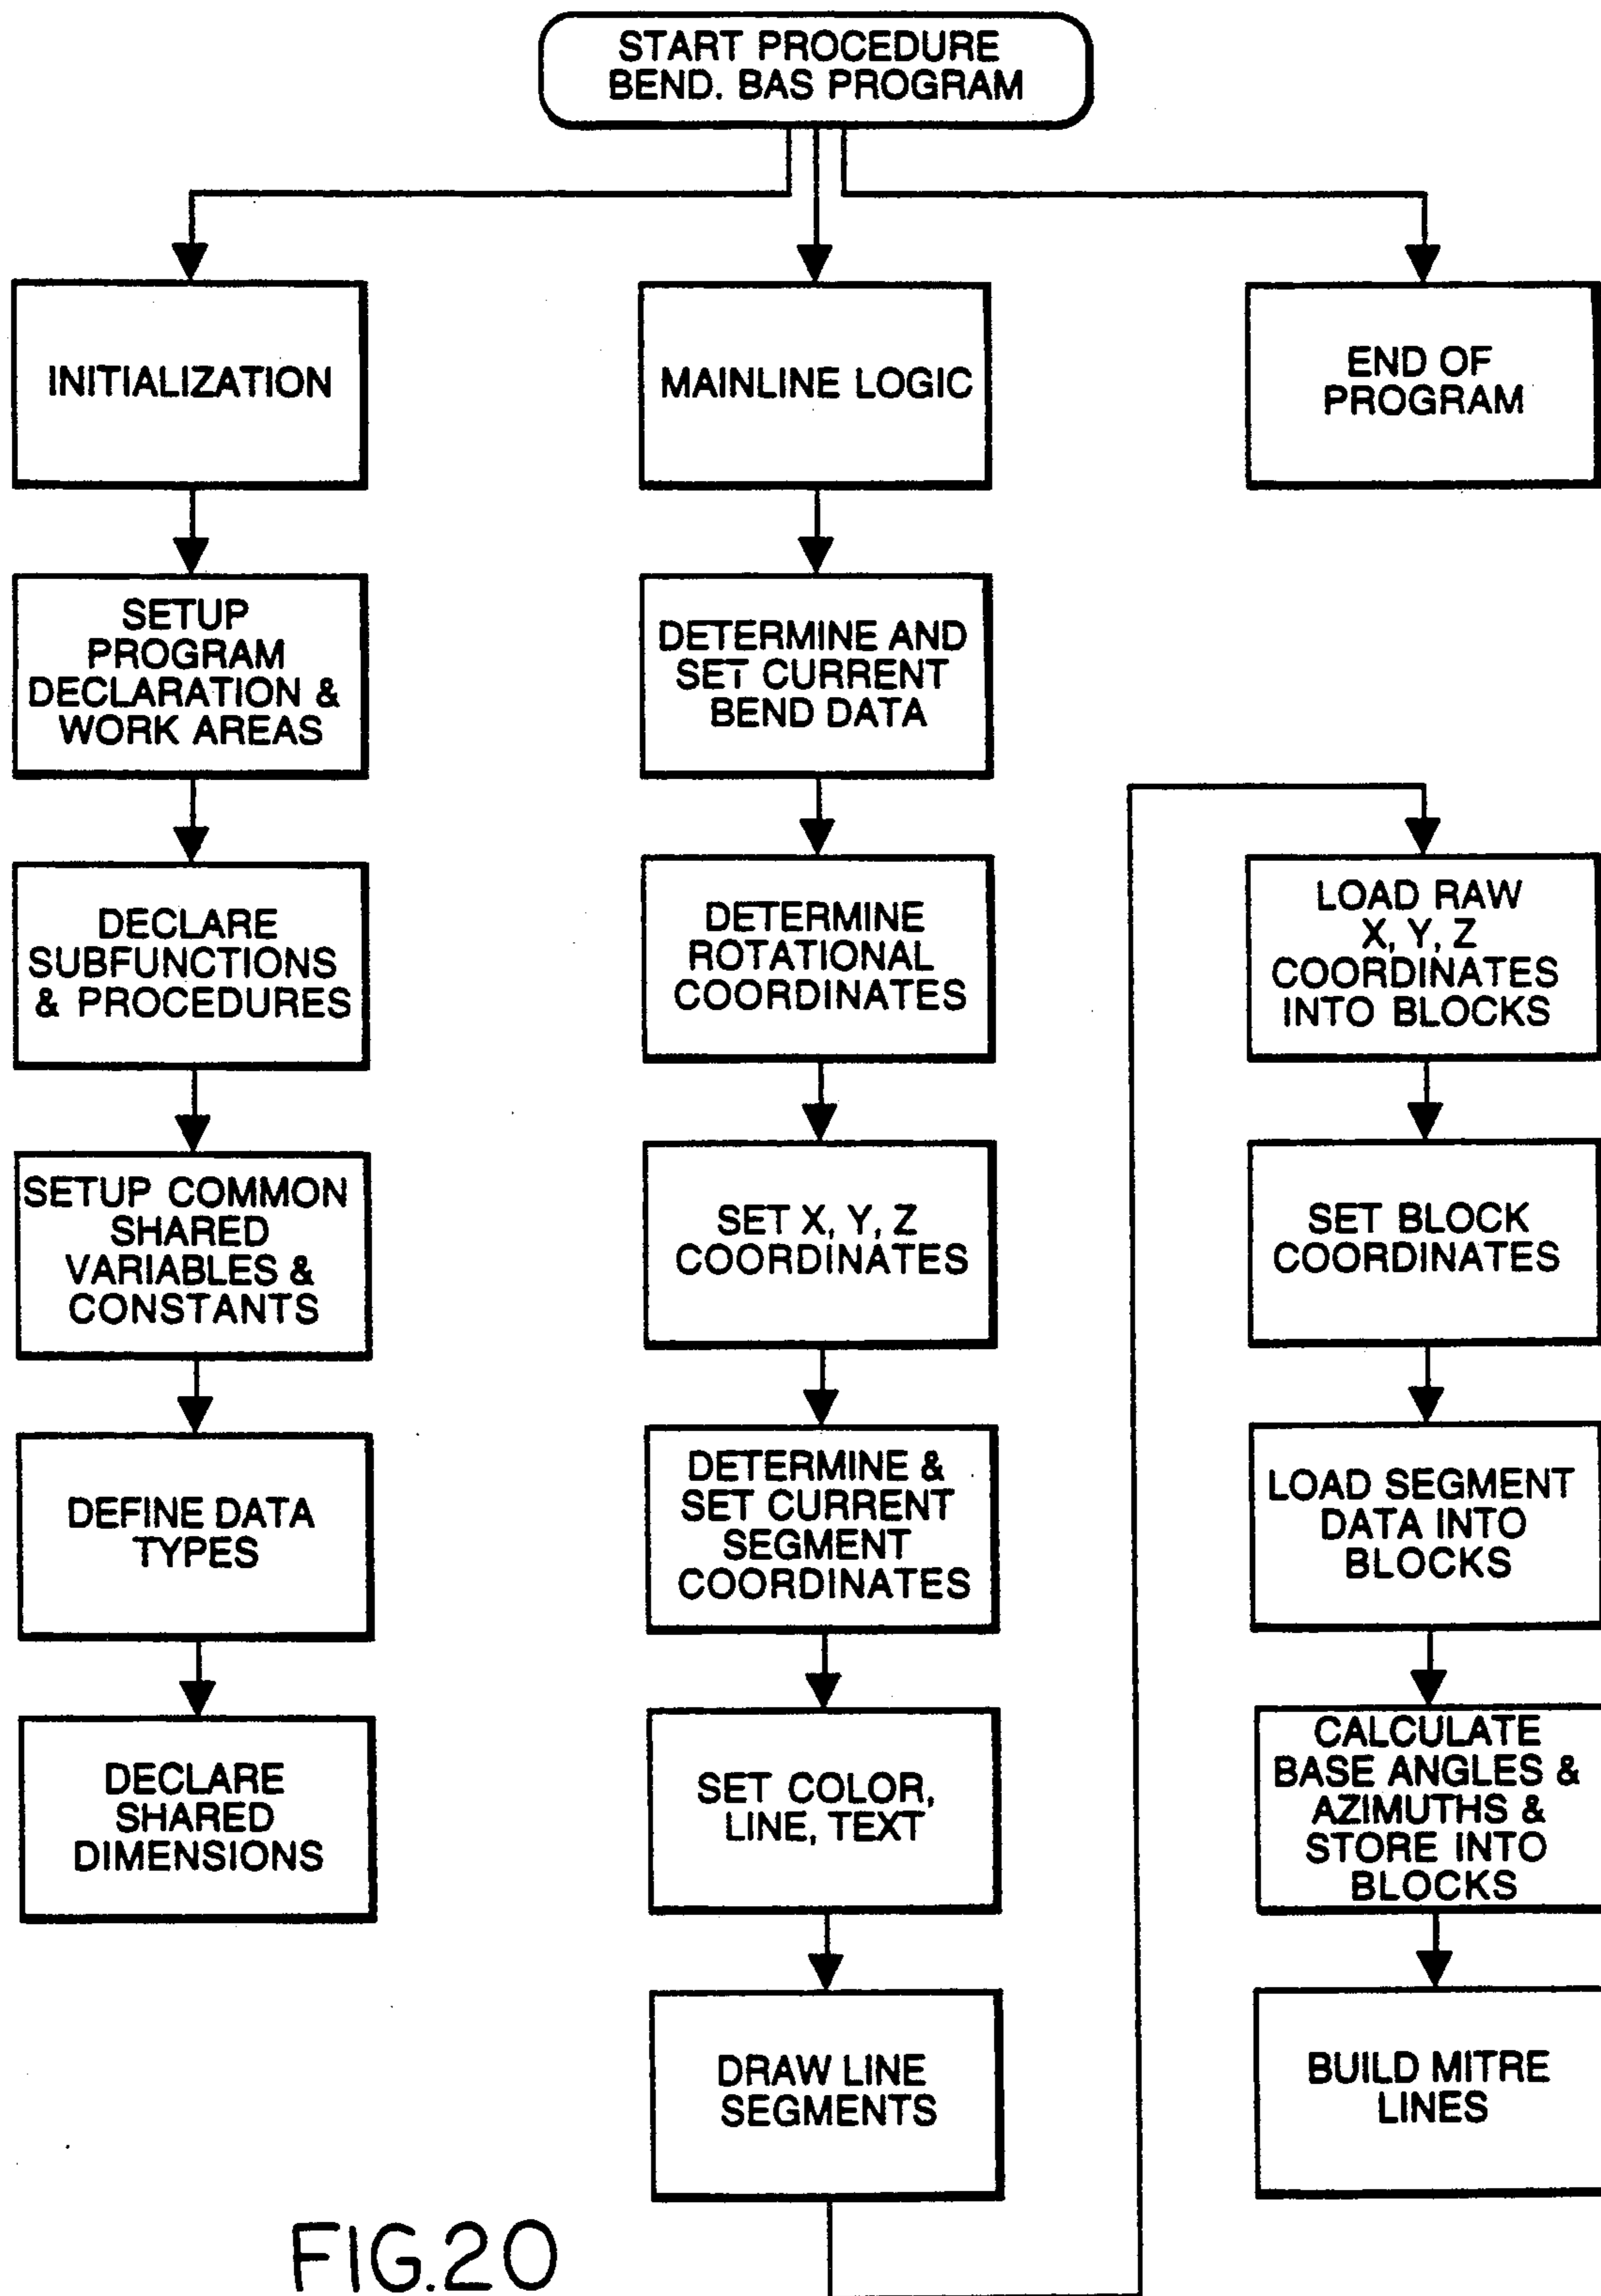 START PROCEDURE
BEND. BAS PROGRAM
INITIALIZATION
SETUP
PROGRAM
DECLARATION &
WORK AREAS
DECLARE
SUBFUNCTIONS
& PROCEDURES
SETUP COMMON
SHARED
VARIABLES &
CONSTANTS
DEFINE DATA
TYPES
DECLARE
SHARED
DIMENSIONS
MAINLINE LOGIC
DETERMINE AND
SET CURRENT
BEND DATA
DETERMINE
ROTATIONAL
COORDINATES
SET X, Y, Z
COORDINATES
DETERMINE &
SET CURRENT
SEGMENT
COORDINATES
SET COLOR,
LINE, TEXT
DRAW LINE
SEGMENTS
END OF
PROGRAM
LOAD RAW
X, Y, Z
COORDINATES
INTO BLOCKS
SET BLOCK
COORDINATES
LOAD SEGMENT
DATA INTO
BLOCKS
CALCULATE
BASE ANGLES &
AZIMUTHS &
STORE INTO
BLOCKS
BUILD MITRE
LINES
FIG.20